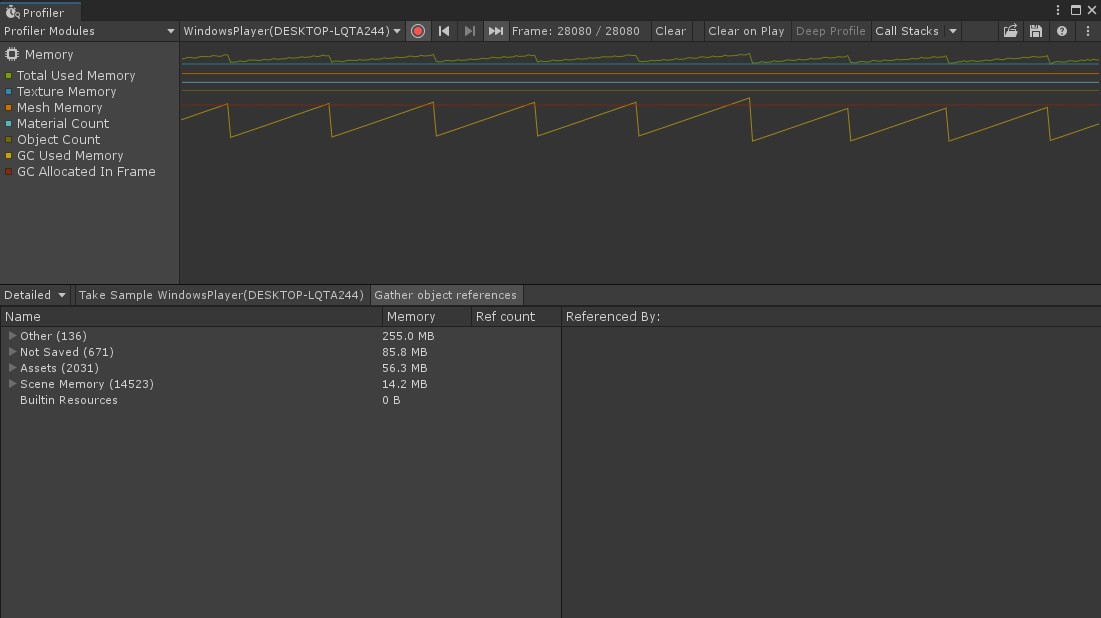 Profiler
Profiler Modules
WindowsPlayer(DESKTOP-LQTA244)
Frame: 28080 / 28080
Clear
Clear on Play
Deep Profile
Call Stacks
Memory
Total Used Memory
Texture Memory
Mesh Memory
Material Count
Object Count
GC Used Memory
GC Allocated In Frame
Detailed
Take Sample WindowsPlayer(DESKTOP-LQTA244)
Gather object references
Name Memory Ref count Referenced By:
Other (136) 255.0 MB
Not Saved (671) 85.8 MB
Assets (2031) 56.3 MB
Scene Memory (14523) 14.2 MB
Builtin Resources 0 B